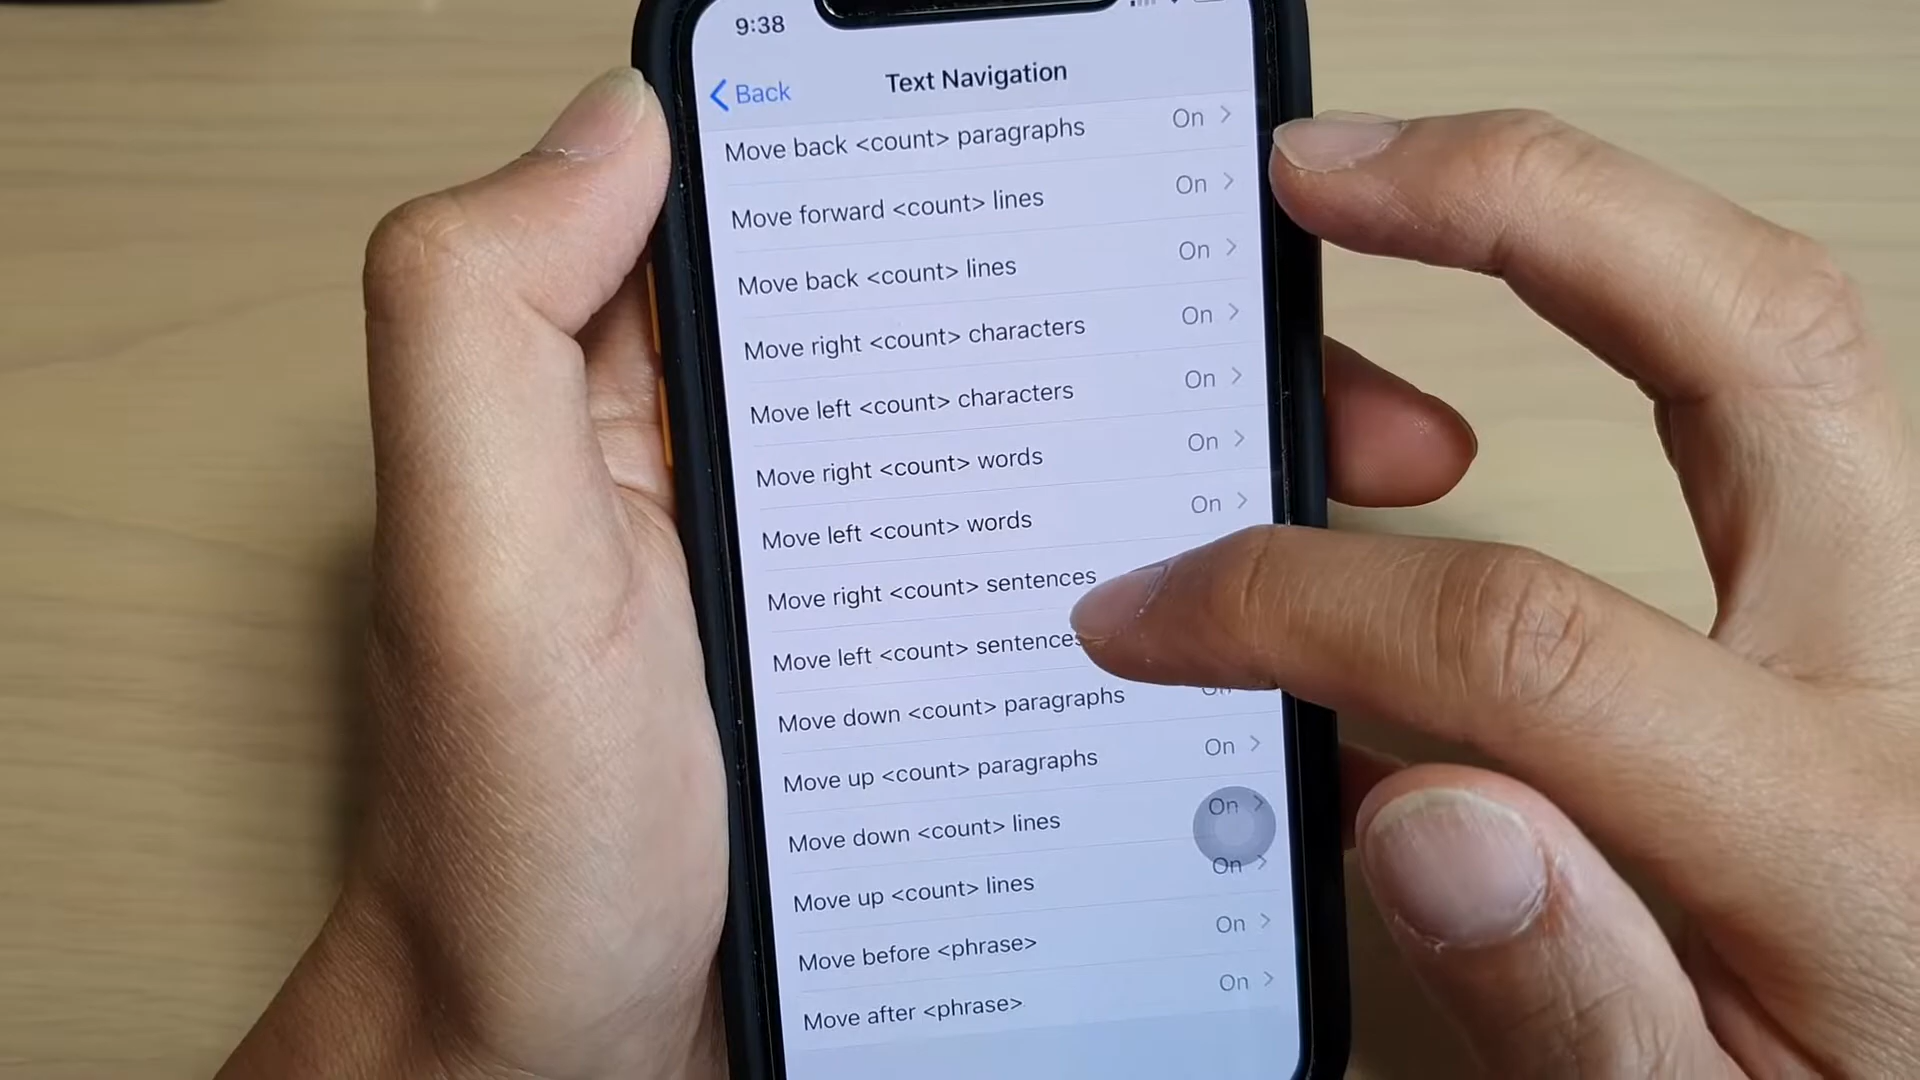 9:38
Back
Text Navigation
Move back <count> paragraphs On
Move forward <count> lines On
Move back <count> lines On
Move right <count> characters On
Move left <count> characters On
Move right <count> words On
Move left <count> words On
Move right <count> sentences
Move left <count> sentences
Move down <count> paragraphs On
Move up <count> paragraphs On
Move down <count> lines On
Move up <count> lines On
Move before <phrase> On
Move after <phrase> On